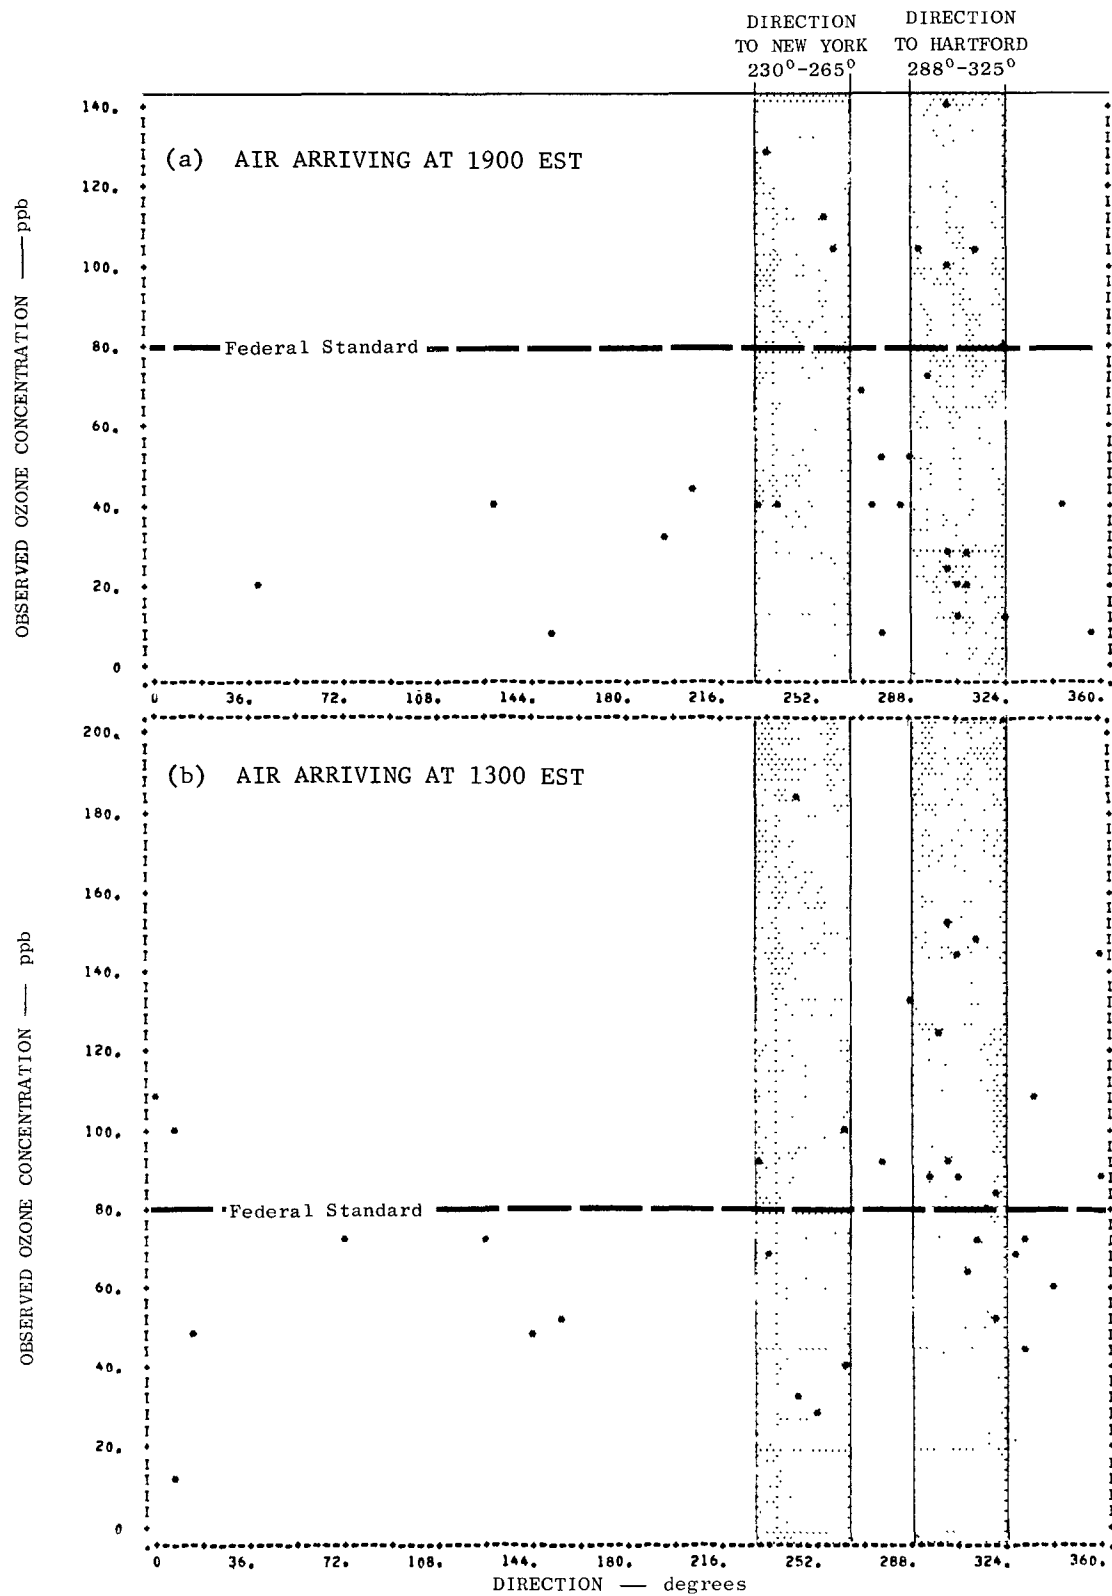 DIRECTION TO NEW YORK 230°-265°
DIRECTION TO HARTFORD 288°-325°
(a) AIR ARRIVING AT 1900 EST
OBSERVED OZONE CONCENTRATION — ppb
140.
120.
100.
80.
Federal Standard
60.
40.
20.
0
0 36. 72. 108. 144. 180. 216. 252. 288. 324. 360.
(b) AIR ARRIVING AT 1300 EST
OBSERVED OZONE CONCENTRATION — ppb
200.
180.
160.
140.
120.
100.
80.
Federal Standard
60.
40.
20.
0
0 36. 72. 108. 144. 180. 216. 252. 288. 324. 360.
DIRECTION — degrees